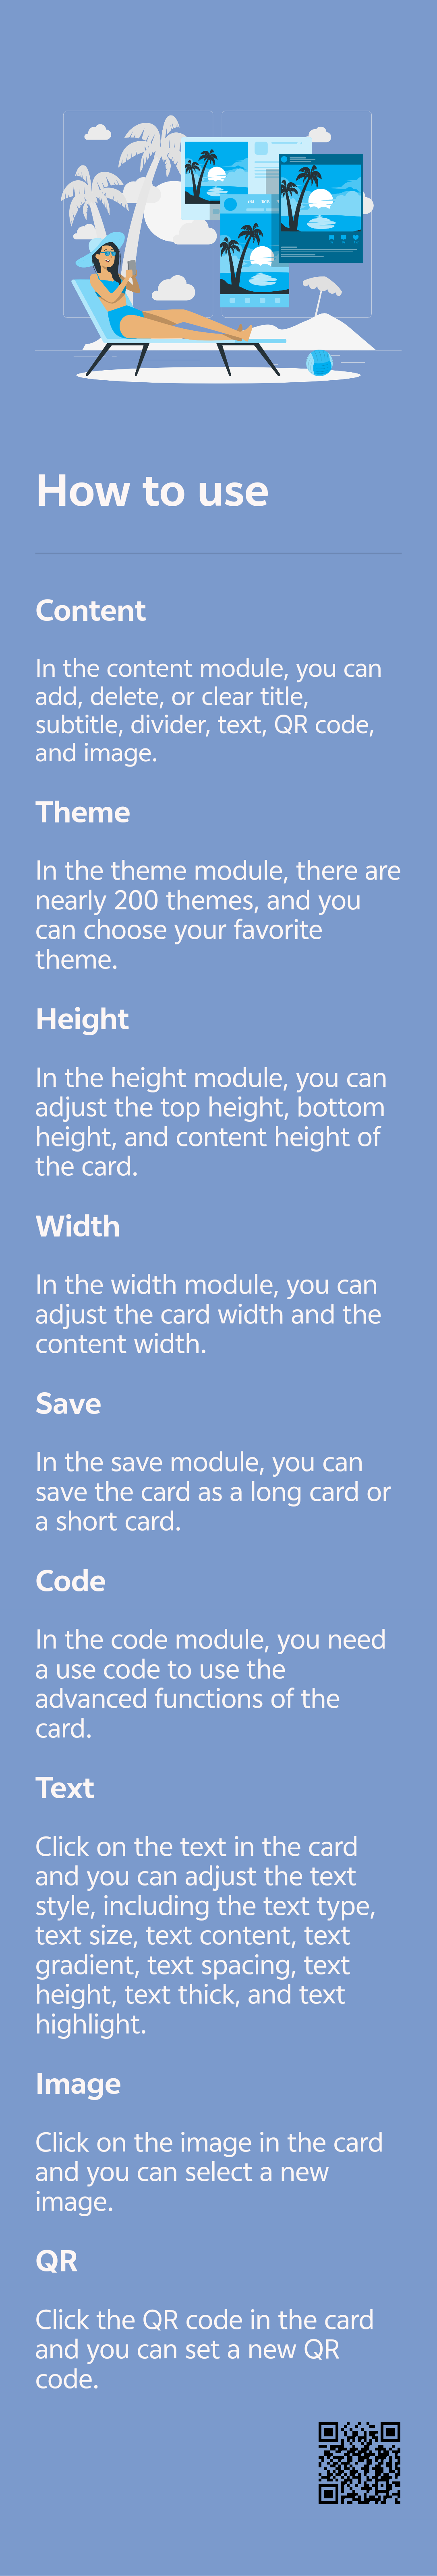 How to use
Content
In the content module, you can
add, delete, or clear title,
subtitle, divider, text, QR code,
and image.
Theme
In the theme module, there are
nearly 200 themes, and you
can choose your favorite
theme.
Height
In the height module, you can
adjust the top height, bottom
height, and content height of
the card.
Width
In the width module, you can
adjust the card width and the
content width.
Save
In the save module, you can
save the card as a long card or
a short card.
Code
In the code module, you need
a use code to use the
advanced functions of the
card.
Text
Click on the text in the card
and you can adjust the text
style, including the text type,
text size, text content, text
gradient, text spacing, text
height, text thick, and text
highlight.
Image
Click on the image in the card
and you can select a new
image.
QR
Click the QR code in the card
and you can set a new QR
code.